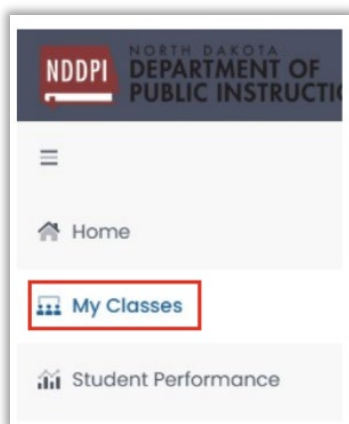 NDDPI
NORTH DAKOTA
DEPARTMENT OF
PUBLIC INSTRUCTI
Home
My Classes
Student Performance